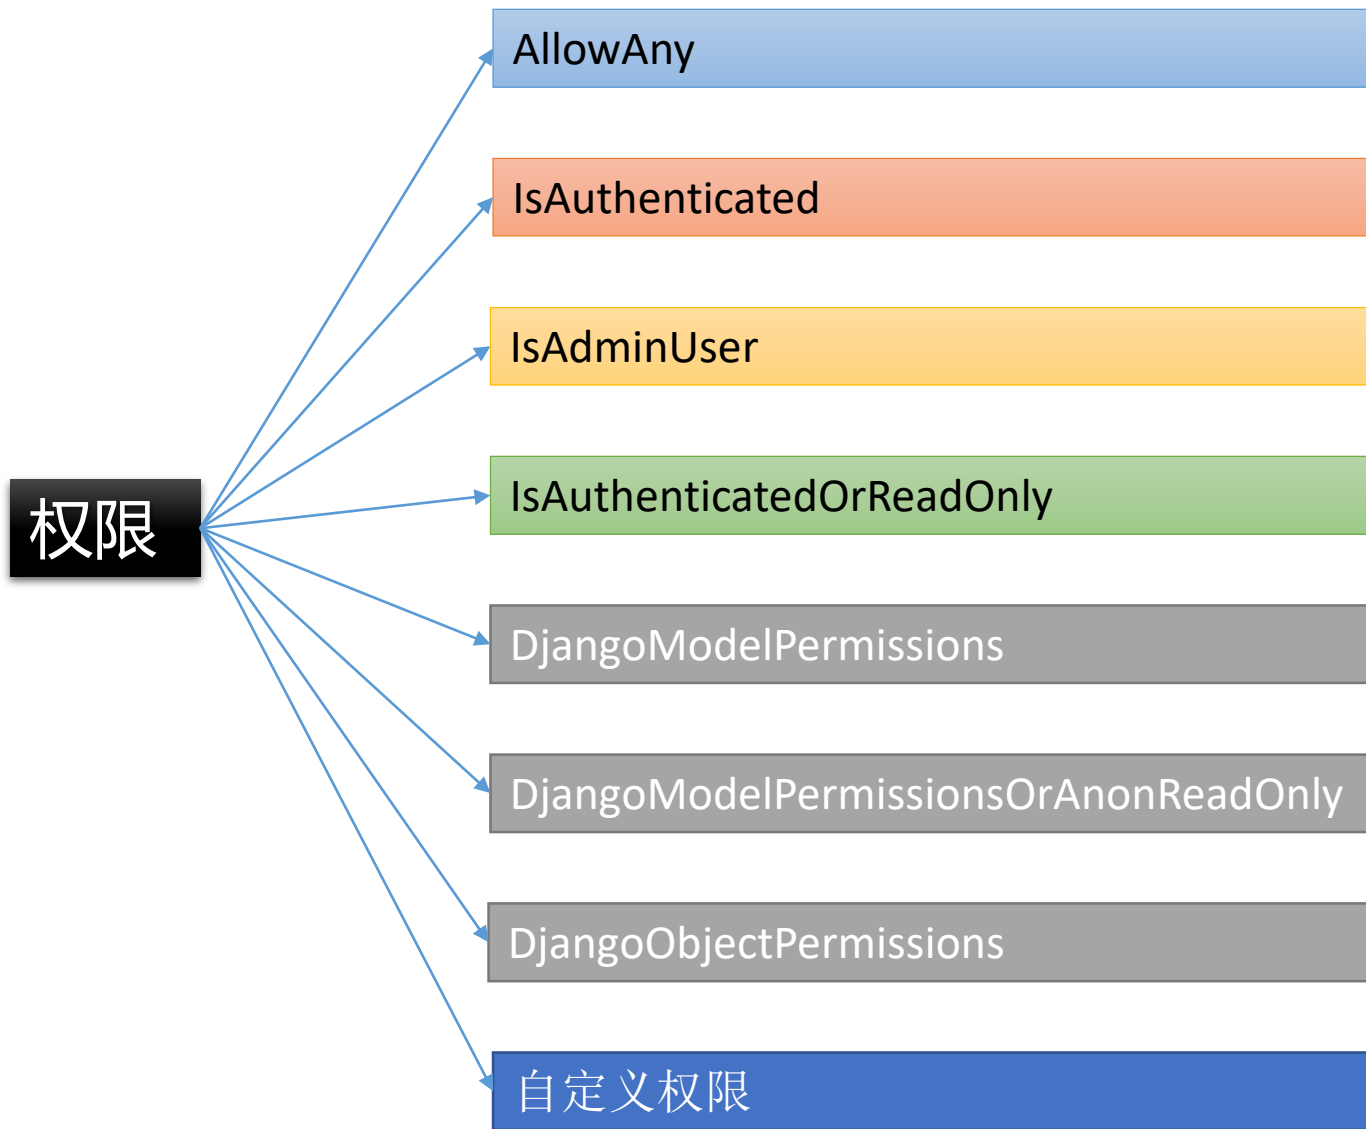 AllowAny
IsAuthenticated
IsAdminUser
IsAuthenticatedOrReadOnly
权限
DjangoModelPermissions
DjangoModelPermissionsOrAnonReadOnly
DjangoObjectPermissions
自定义权限